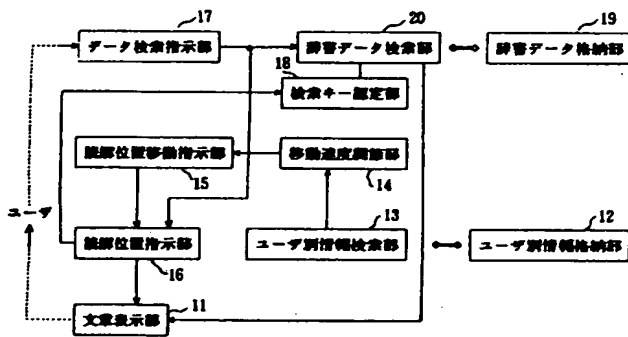 17
20
19
データ検索指示部
辞書データ検索部
辞書データ格納部
18
検索キー認定部
読解位置移動指示部
移動速度調節部
15
14
ユーザ
13
12
読解位置指示部
ユーザ別情報検索部
ユーザ別情報格納部
16
11
文章表示部